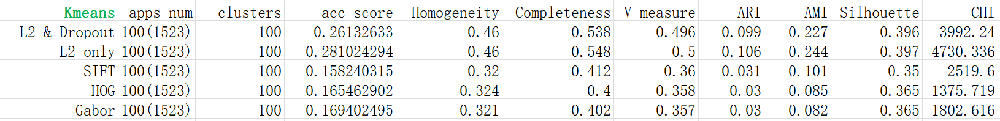 Kmeans apps_num _clusters acc_score Homogeneity Completeness V-measure ARI AMI Silhouette CHI
L2 & Dropout 100(1523) 100 0.26132633 0.46 0.538 0.496 0.099 0.227 0.396 3992.24
L2 only 100(1523) 100 0.281024294 0.46 0.548 0.5 0.106 0.244 0.397 4730.336
SIFT 100(1523) 100 0.158240315 0.32 0.412 0.36 0.031 0.101 0.35 2519.6
HOG 100(1523) 100 0.165462902 0.324 0.4 0.358 0.03 0.085 0.365 1375.719
Gabor 100(1523) 100 0.169402495 0.321 0.402 0.357 0.03 0.082 0.365 1802.616